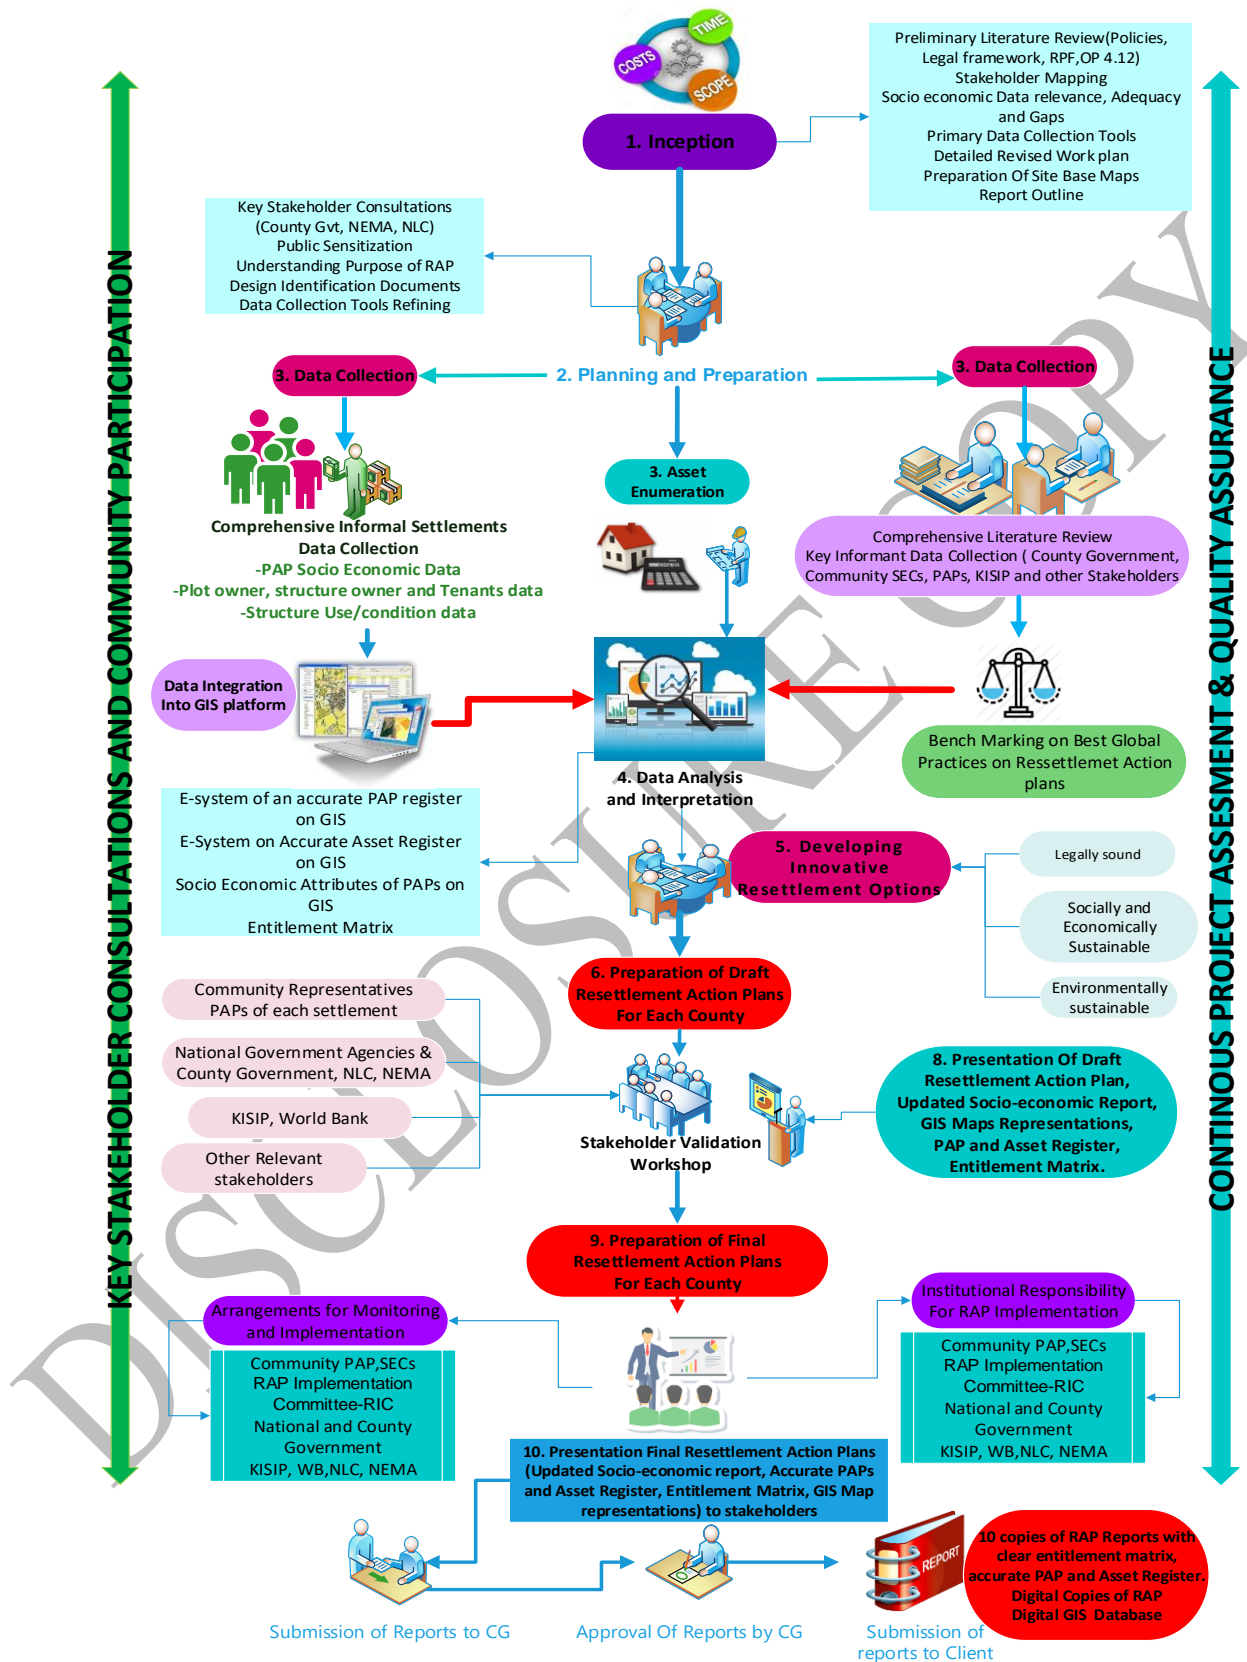 TIME
COSTS
SCOPE
1. Inception
Preliminary Literature Review(Policies,
Legal framework, RPF,OP 4.12)
Stakeholder Mapping
Socio economic Data relevance, Adequacy
and Gaps
Primary Data Collection Tools
Detailed Revised Work plan
Preparation Of Site Base Maps
Report Outline
Key Stakeholder Consultations
(County Gvt, NEMA, NLC)
Public Sensitization
Understanding Purpose of RAP
Design Identification Documents
Data Collection Tools Refining
KEY STAKEHOLDER CONSULTATIONS AND COMMUNITY PARTICIPATION
CONTINOUS PROJECT ASSESMENT & QUALITY ASSURANCE
DISCLOSURE COPY
3. Data Collection
2. Planning and Preparation
3. Data Collection
3. Asset
Enumeration
Comprehensive Informal Settlements
Data Collection
-PAP Socio Economic Data
-Plot owner, structure owner and Tenants data
-Structure Use/condition data
Comprehensive Literature Review
Key Informant Data Collection ( County Government,
Community SECs, PAPs, KISIP and other Stakeholders
Data Integration
Into GIS platform
Bench Marking on Best Global
Practices on Ressettlemet Action
plans
4. Data Analysis
and Interpretation
E-system of an accurate PAP register
on GIS
E-System on Accurate Asset Register
on GIS
Socio Economic Attributes of PAPs on
GIS
Entitlement Matrix
5. Developing
Innovative
Resettlement Options
Legally sound
Socially and
Economically
Sustainable
Environmentally
sustainable
6. Preparation of Draft
Resettlement Action Plans
For Each County
Community Representatives
PAPs of each settlement
National Government Agencies &
County Government, NLC, NEMA
KISIP, World Bank
Other Relevant
stakeholders
Stakeholder Validation
Workshop
8. Presentation Of Draft
Resettlement Action Plan,
Updated Socio-economic Report,
GIS Maps Representations,
PAP and Asset Register,
Entitlement Matrix.
9. Preparation of Final
Resettlement Action Plans
For Each County
Arrangements for Monitoring
and Implementation
Community PAP,SECs
RAP Implementation
Committee-RIC
National and County
Government
KISIP, WB,NLC, NEMA
Institutional Responsibility
For RAP Implementation
Community PAP,SECs
RAP Implementation
Committee-RIC
National and County
Government
KISIP, WB,NLC, NEMA
10. Presentation Final Resettlement Action Plans
(Updated Socio-economic report, Accurate PAPs
and Asset Register, Entitlement Matrix, GIS Map
representations) to stakeholders
REPORT
10 copies of RAP Reports with
clear entitlement matrix,
accurate PAP and Asset Register.
Digital Copies of RAP
Digital GIS Database
Submission of Reports to CG
Approval Of Reports by CG
Submission of
reports to Client